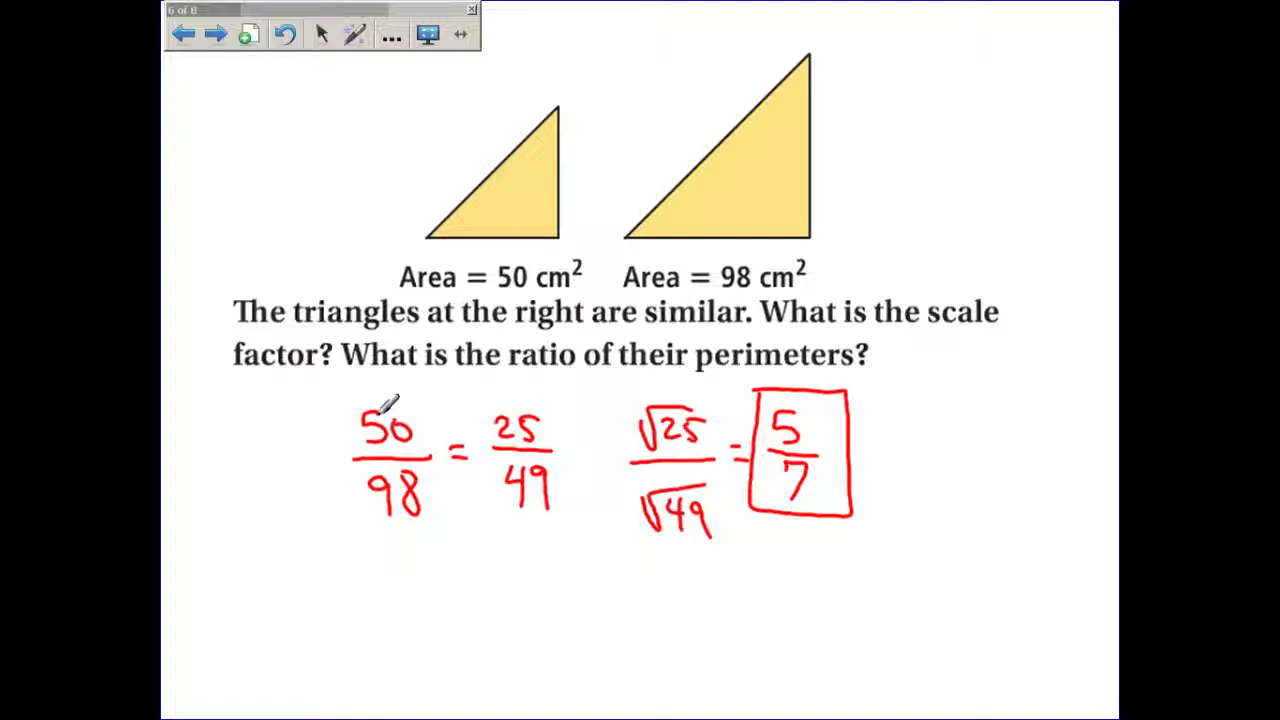 6 of 8
Area = 50 cm² Area = 98 cm²
The triangles at the right are similar. What is the scale
factor? What is the ratio of their perimeters?
50/98 = 25/49 √25/√49 = 5/7